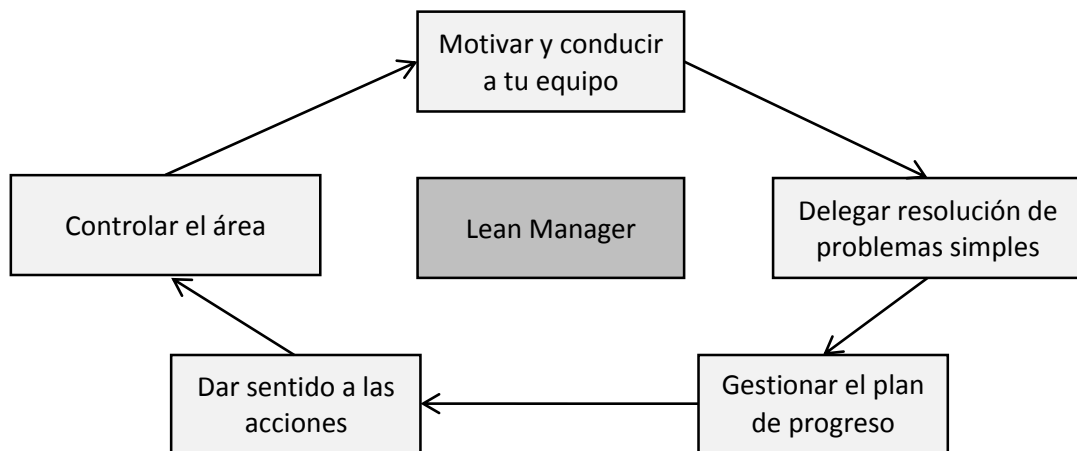 Motivar y conducir
a tu equipo
Controlar el área
Lean Manager
Delegar resolución de
problemas simples
Dar sentido a las
acciones
Gestionar el plan
de progreso